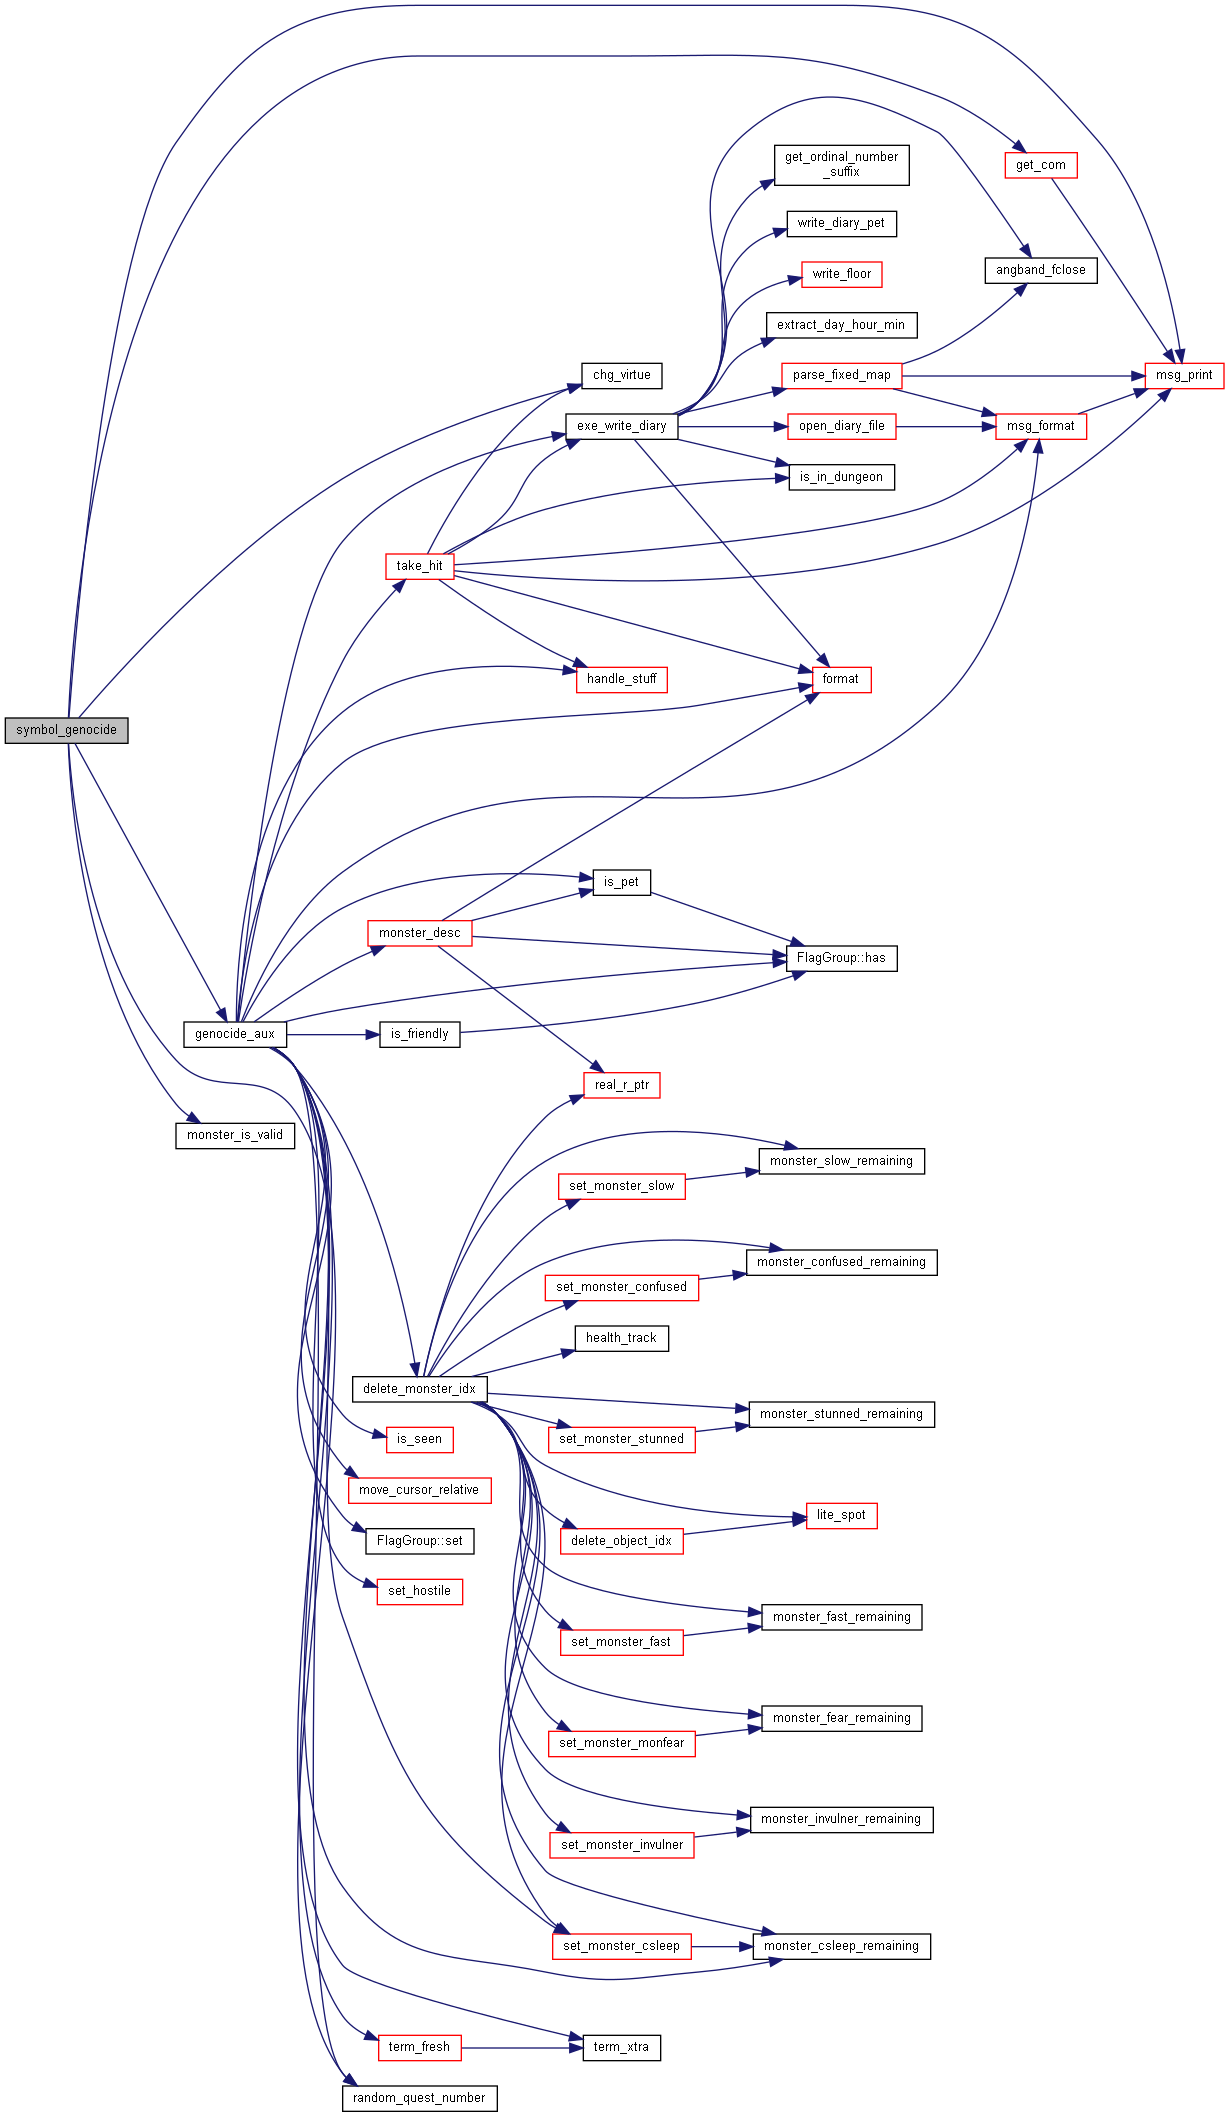 get_ordinal_number
_suffix
get_com
write_diary_pet
write_floor
angband_fclose
extract_day_hour_min
chg_virtue
parse_fixed_map
msg_print
exe_write_diary
open_diary_file
msg_format
is_in_dungeon
take_hit
handle_stuff
format
symbol_genocide
is_pet
monster_desc
FlagGroup::has
genocide_aux
is_friendly
real_r_ptr
monster_is_valid
monster_slow_remaining
set_monster_slow
monster_confused_remaining
set_monster_confused
health_track
delete_monster_idx
monster_stunned_remaining
is_seen
set_monster_stunned
move_cursor_relative
lite_spot
FlagGroup::set
delete_object_idx
set_hostile
monster_fast_remaining
set_monster_fast
monster_fear_remaining
set_monster_monfear
monster_invulner_remaining
set_monster_invulner
set_monster_csleep
monster_csleep_remaining
term_fresh
term_xtra
random_quest_number